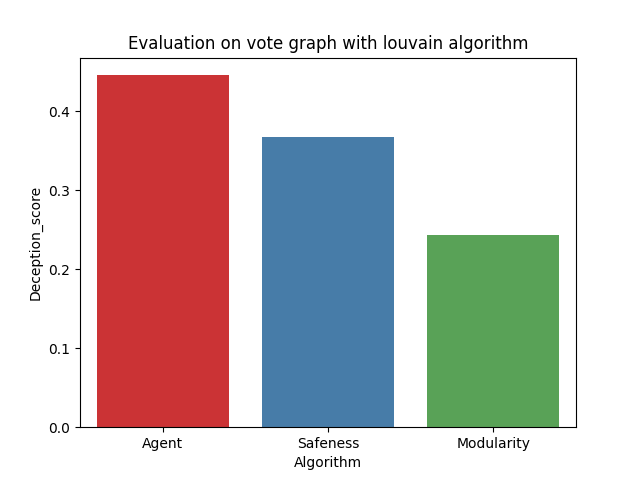 Evaluation on vote graph with louvain algorithm
Deception_score
0.4
0.3
0.2
0.1
0.0
Agent
Safeness
Modularity
Algorithm